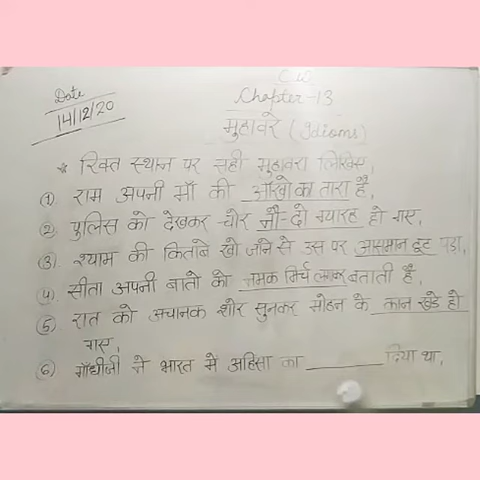 C.W
Date
14/12/20
Chapter-13
मुहावरे (Idioms)
* रिक्त स्थान पर सही मुहावरा लिखिए,
① राम अपनी माँ की आँखो का तारा है,
② पुलिस को देखकर चोर नौ-दो ग्यारह हो गए,
③ श्याम की किताबे खो जाने से उस पर आसमान टूट पड़ा,
④ सीता अपनी बातो को नमक मिर्च लगाकर बताती है,
⑤ रात को अचानक शोर सुनकर मोहन के कान खडे हो
गए,
⑥ गाँधीजी ने भारत मे अहिसा का ______ दिया था,